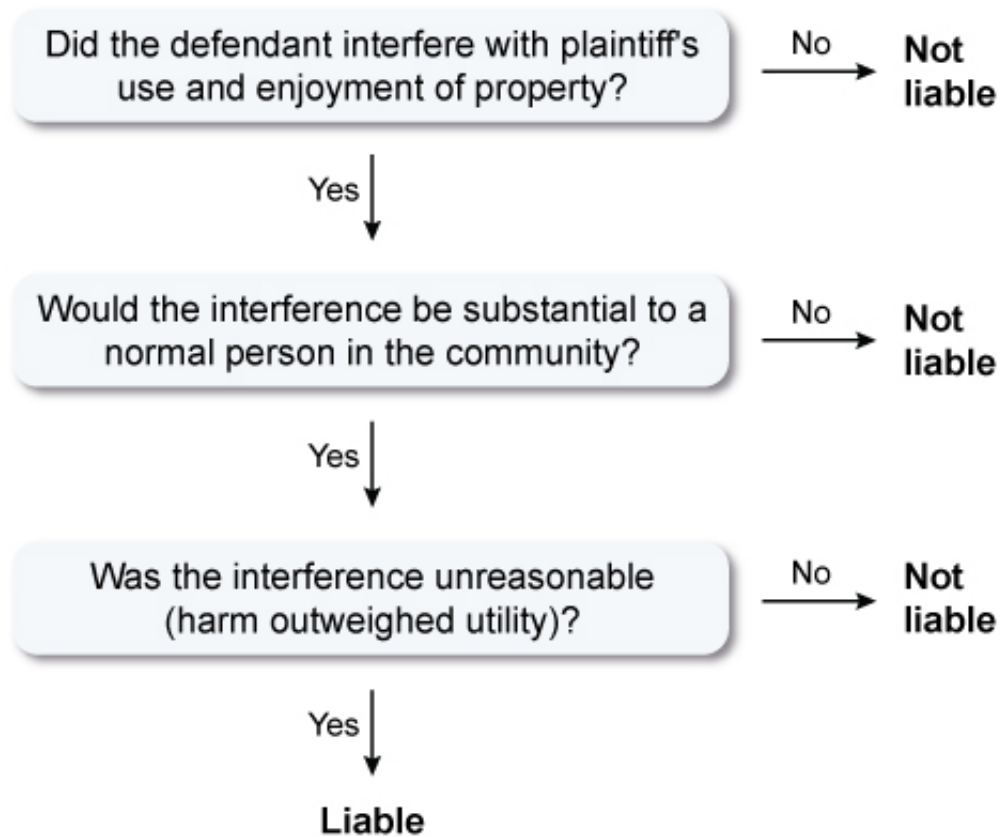 Did the defendant interfere with plaintiff's
use and enjoyment of property?
No
Not
liable
Yes
Would the interference be substantial to a
normal person in the community?
No
Not
liable
Yes
Was the interference unreasonable
(harm outweighed utility)?
No
Not
liable
Yes
Liable